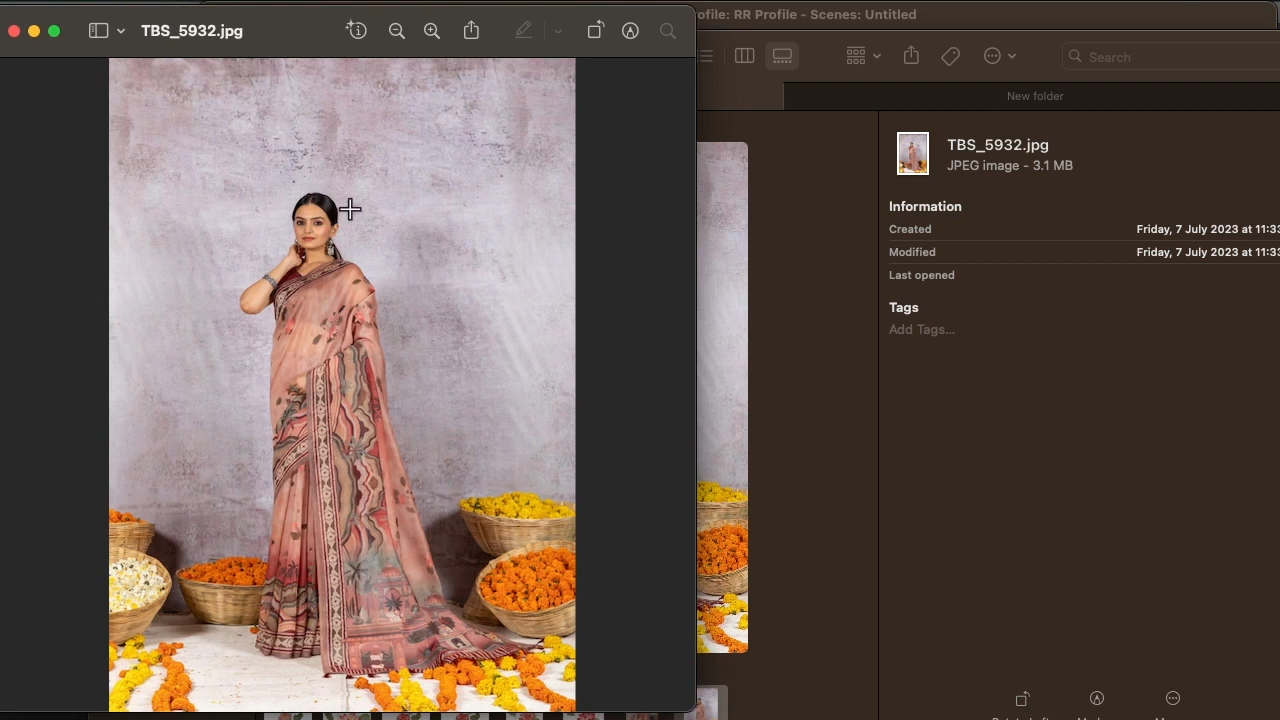 TBS_5932.jpg
ofile: RR Profile - Scenes: Untitled
Search
New folder
TBS_5932.jpg
JPEG image - 3.1 MB
Information
Created Friday, 7 July 2023 at 11:33
Modified Friday, 7 July 2023 at 11:33
Last opened
Tags
Add Tags...